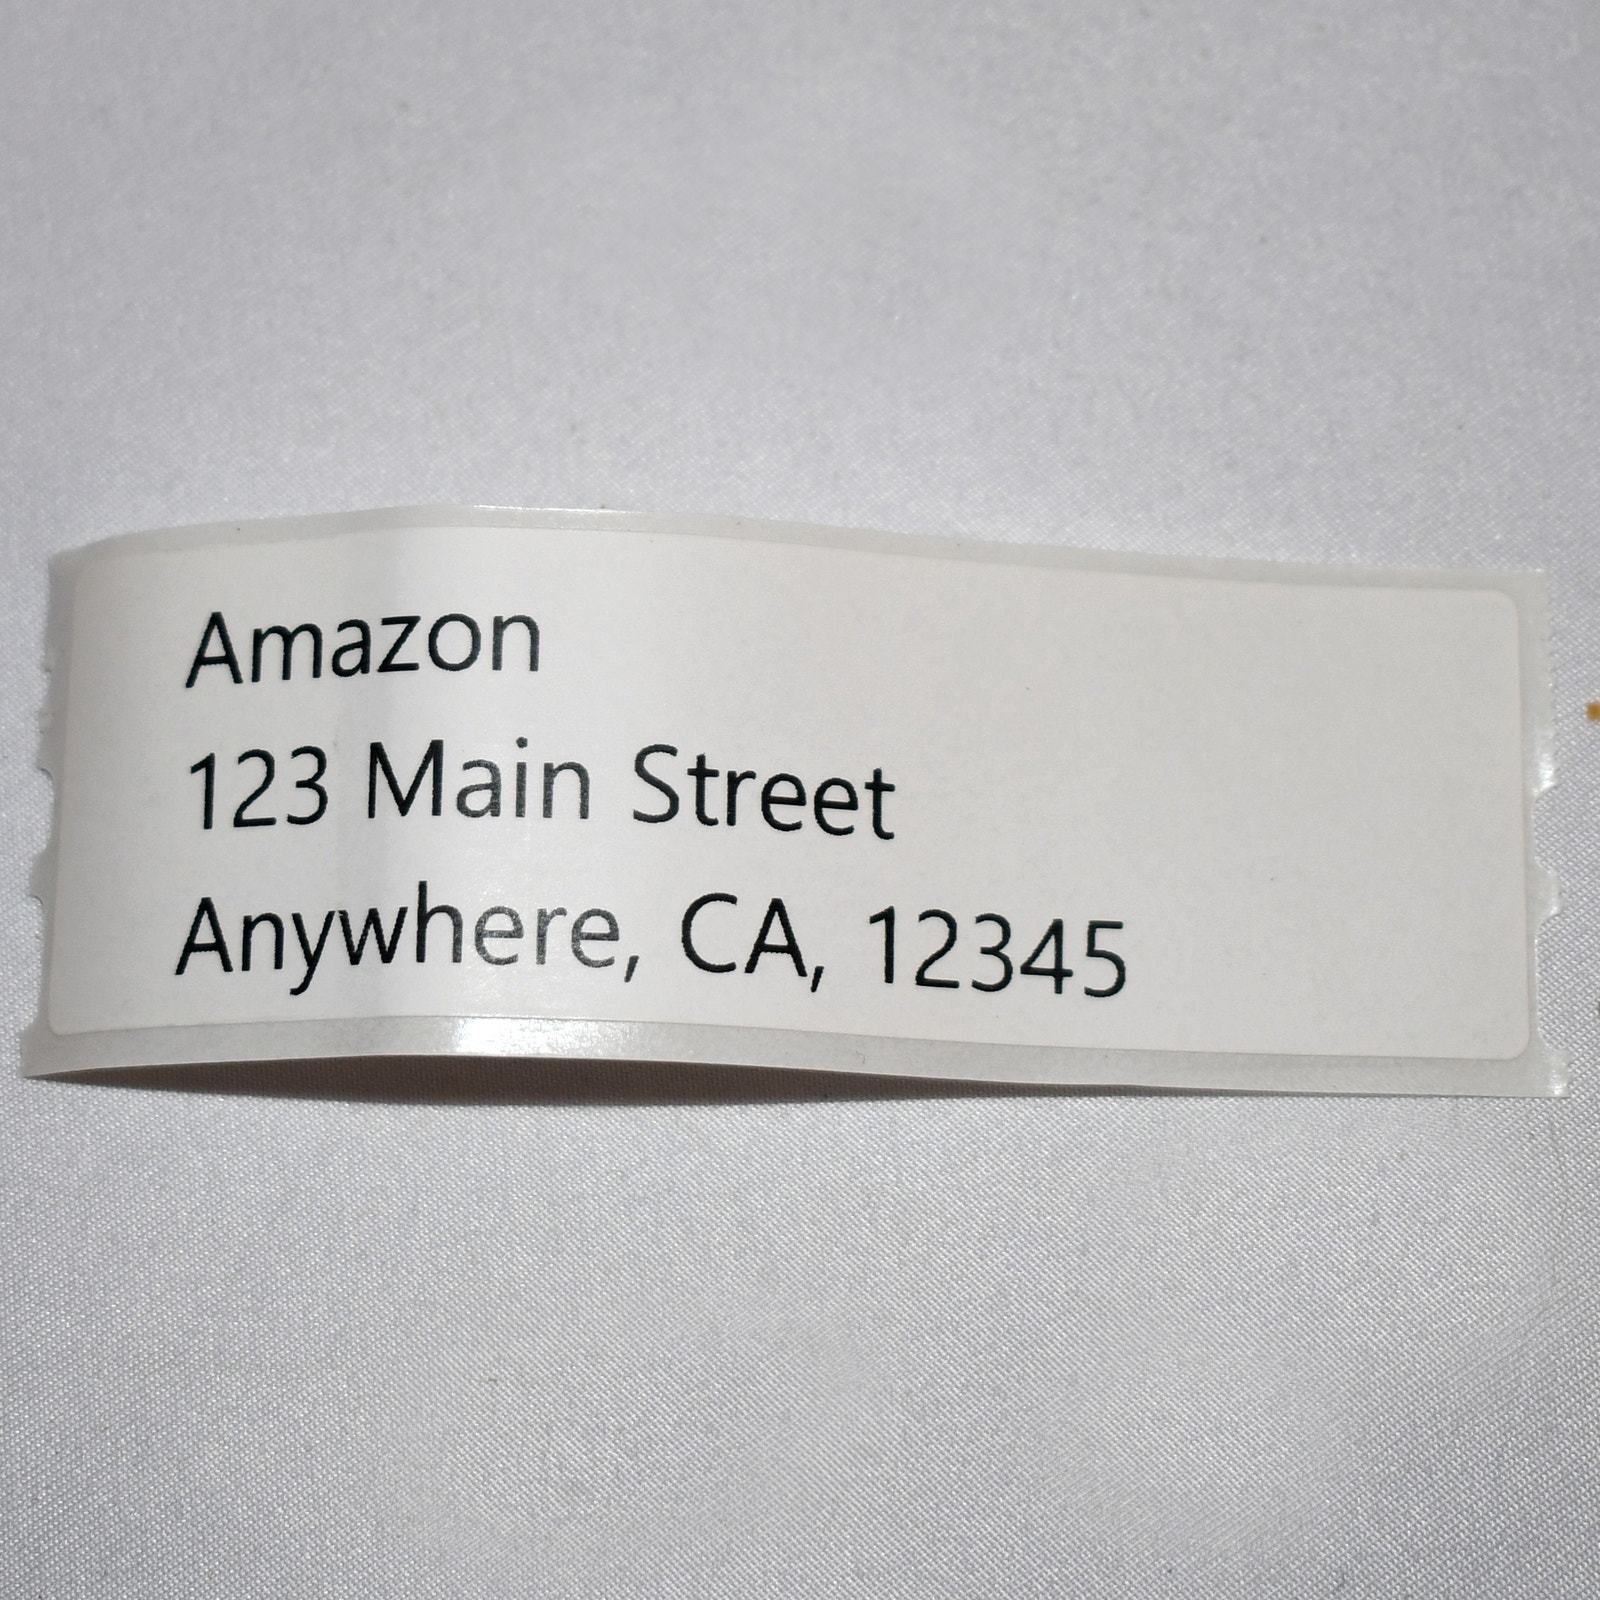 Amazon
123 Main Street
Anywhere, CA, 12345